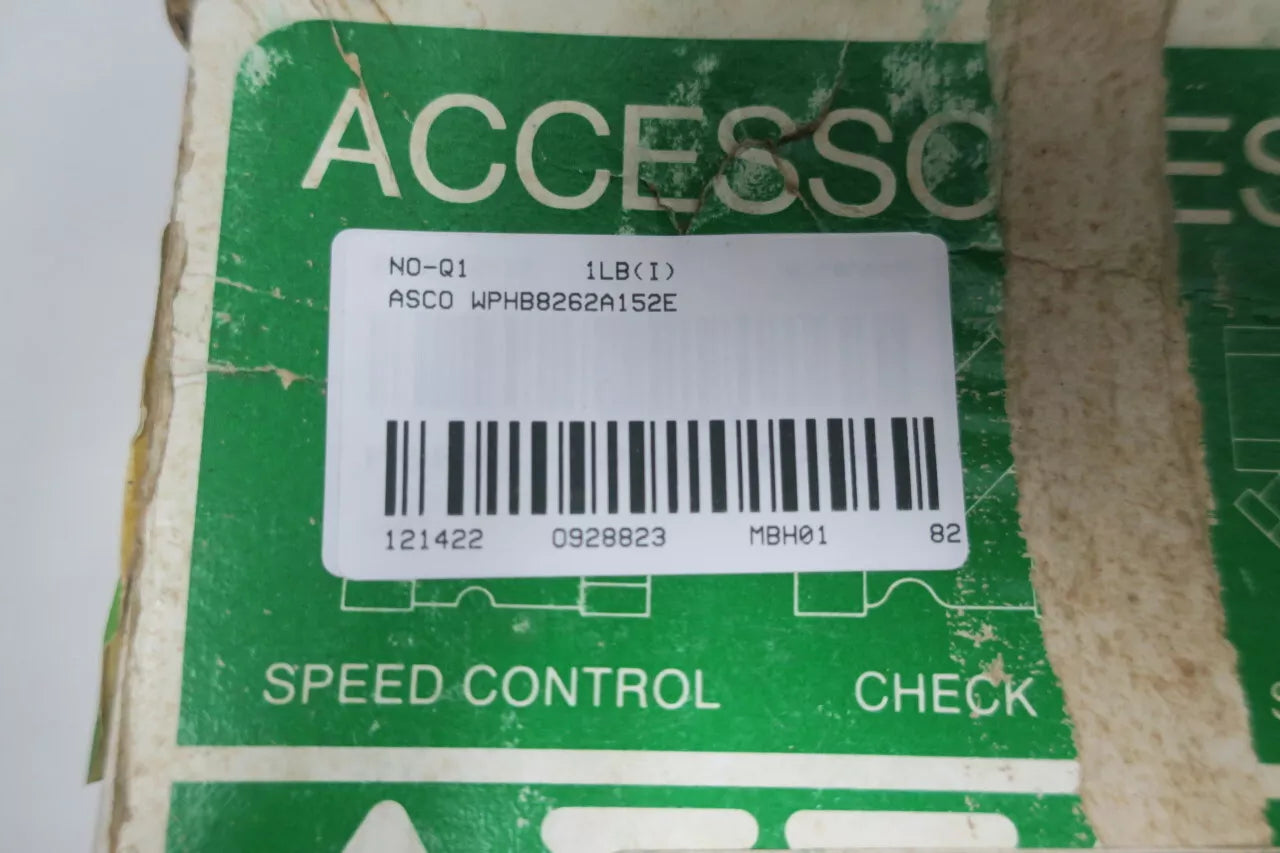 ACCESSO ES
NO-Q1 1LB(I)
ASCO WPHB8262A152E
121422 0928823 MBH01 82
SPEED CONTROL CHECK